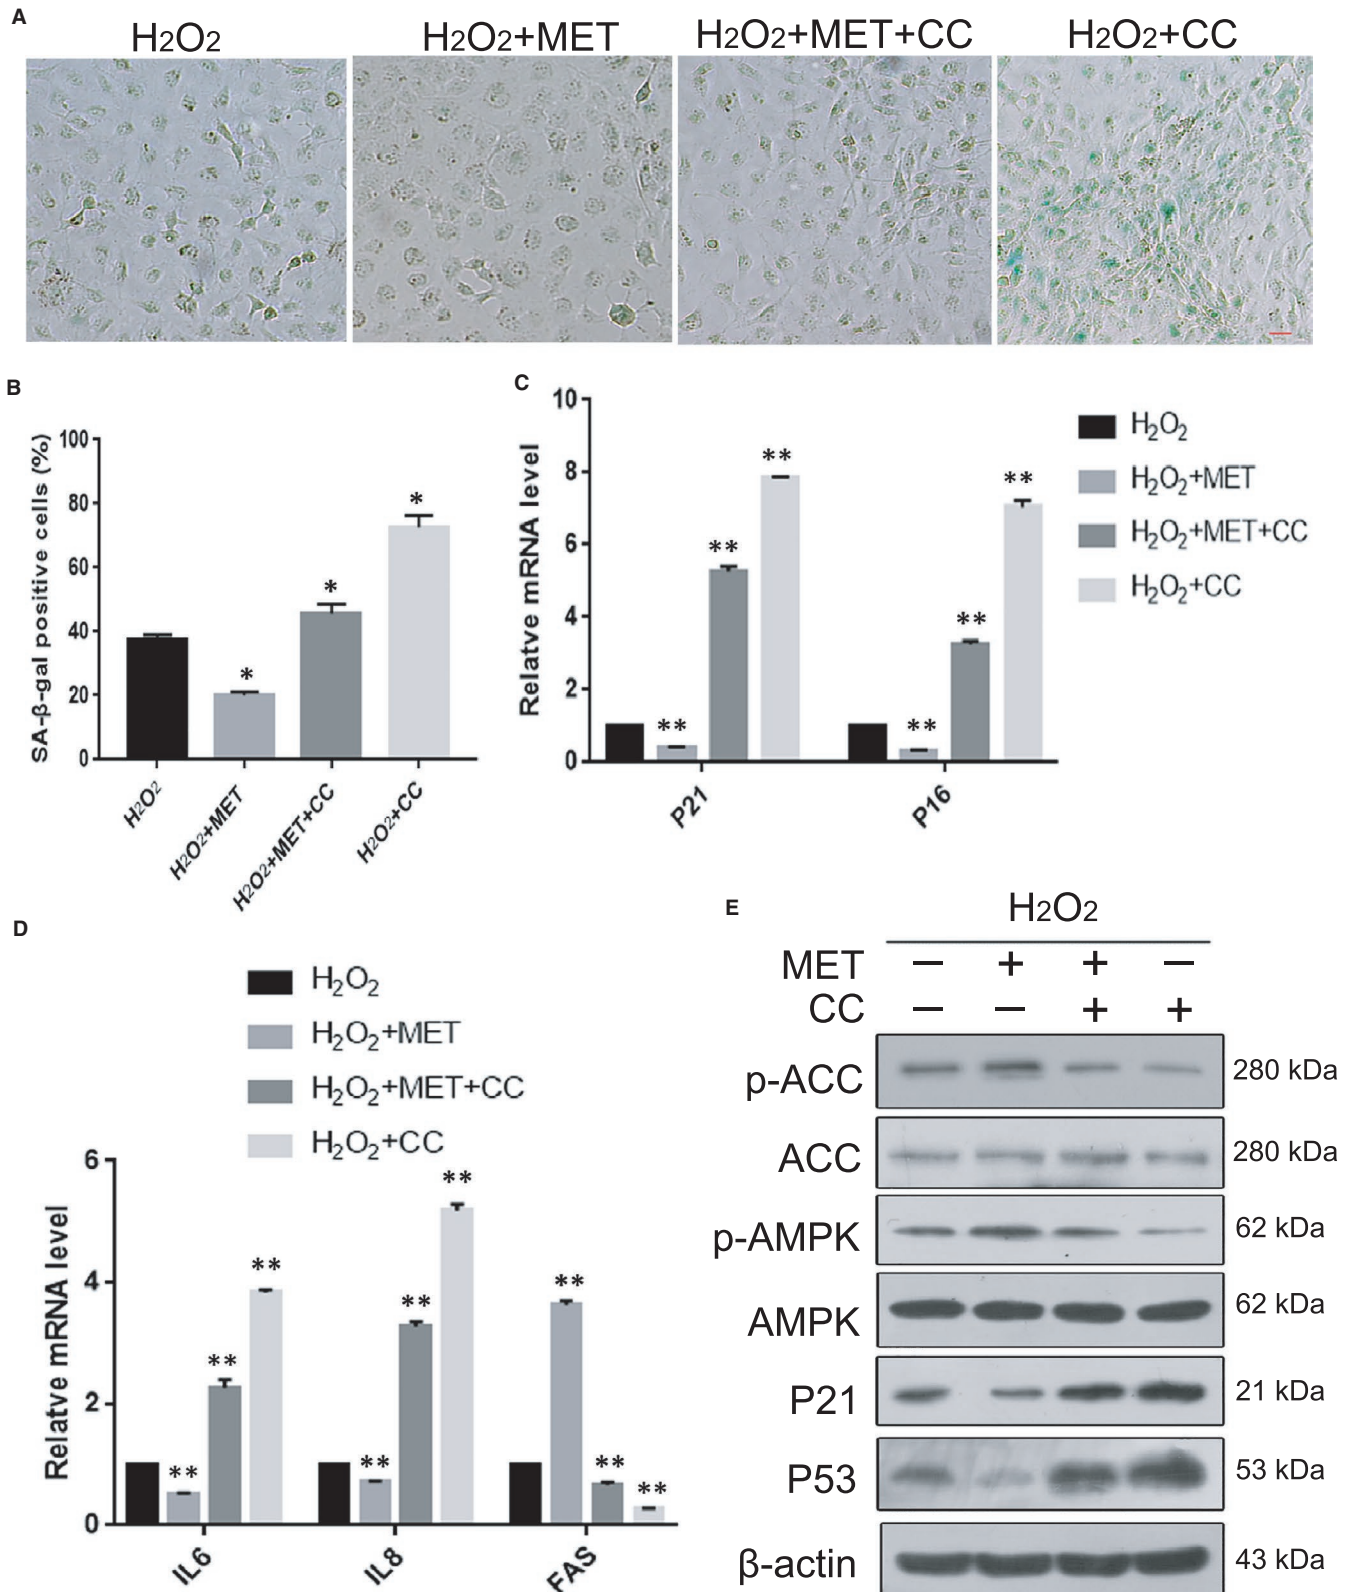 A
H2O2
H2O2+MET
H2O2+MET+CC
H2O2+CC
B
SA-β-gal positive cells (%)
100
80
60
40
20
0
*
*
*
H2O2
H2O2+MET
H2O2+MET+CC
H2O2+CC
C
Relatve mRNA level
10
8
6
4
2
0
**
**
**
**
**
**
P21
P16
H2O2
H2O2+MET
H2O2+MET+CC
H2O2+CC
D
H2O2
H2O2+MET
H2O2+MET+CC
H2O2+CC
Relatve mRNA level
6
4
2
0
**
**
**
**
**
**
**
**
**
IL6
IL8
FAS
E
H2O2
MET − + + −
CC − − + +
p-ACC 280 kDa
ACC 280 kDa
p-AMPK 62 kDa
AMPK 62 kDa
P21 21 kDa
P53 53 kDa
β-actin 43 kDa